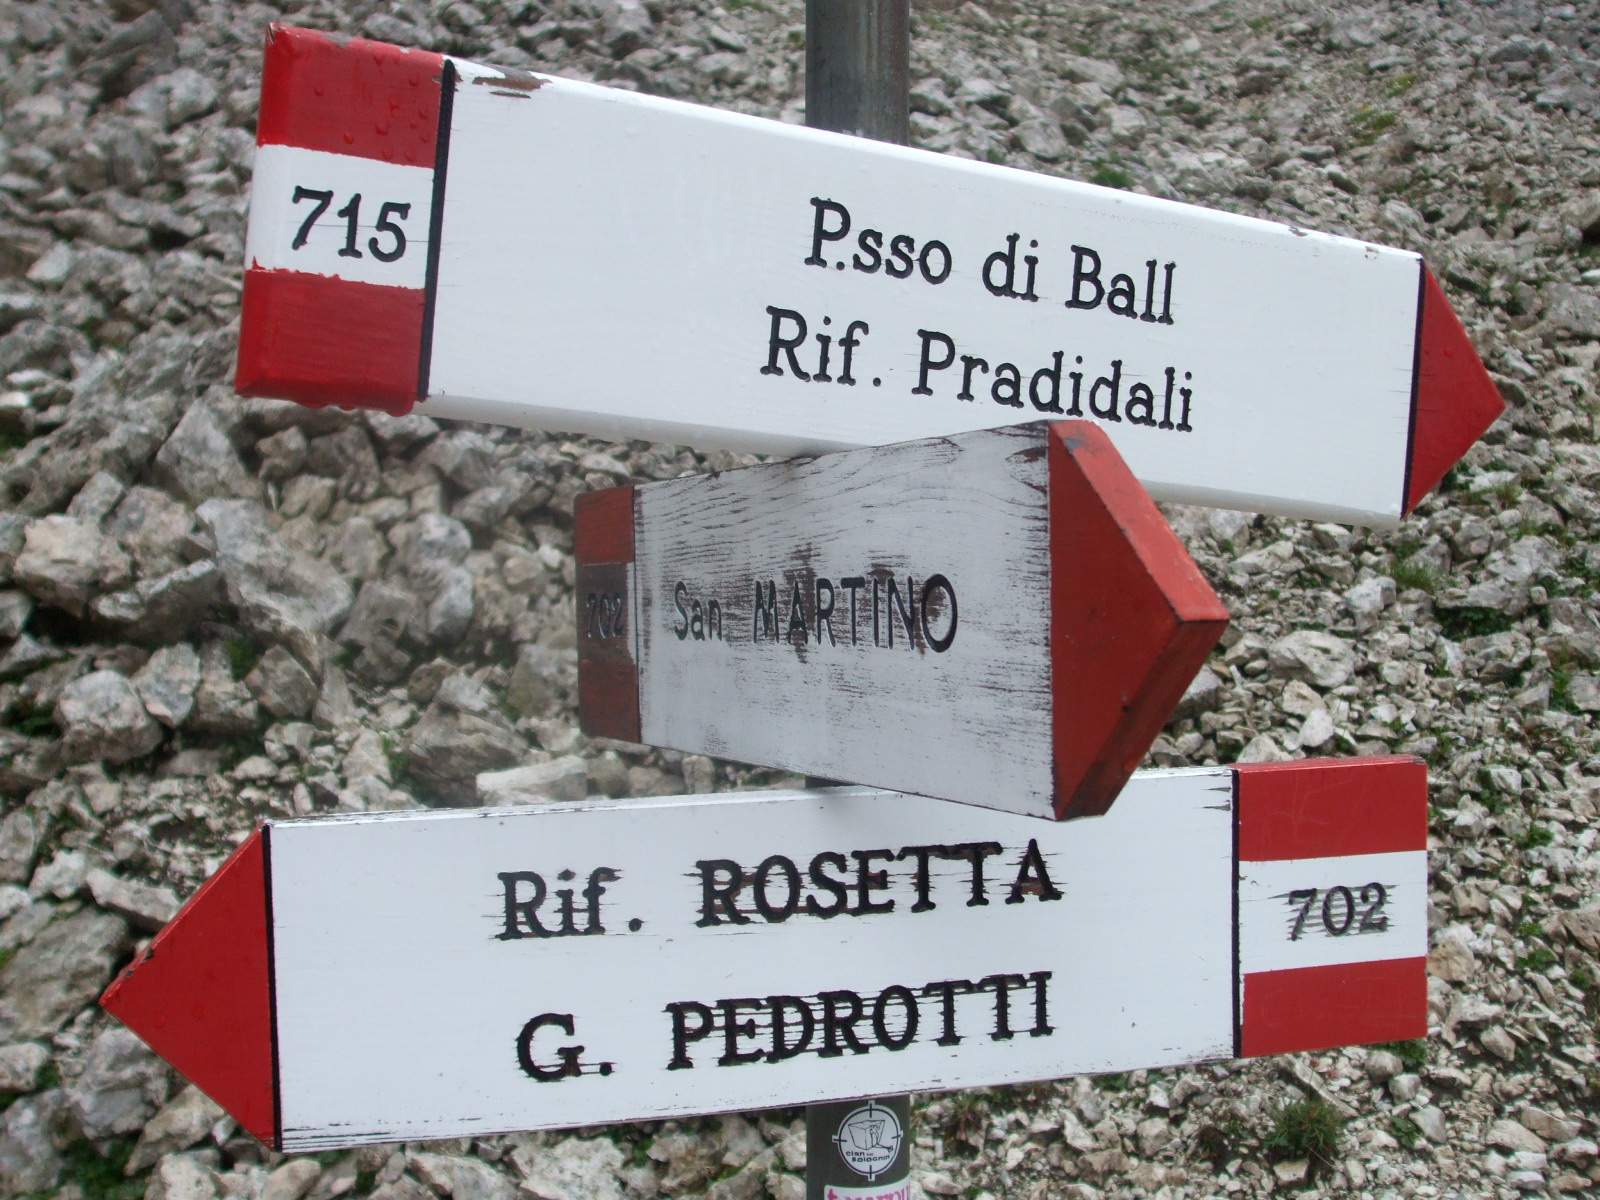 715
P.sso di Ball
Rif. Pradidali
702
San MARTINO
Rif. ROSETTA
G. PEDROTTI
702